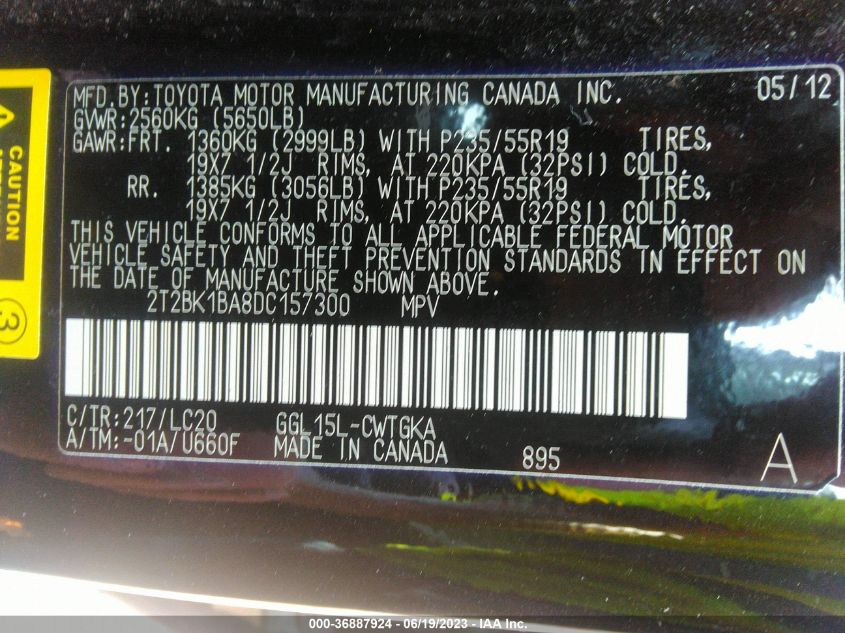 MFD.BY:TOYOTA MOTOR MANUFACTURING CANADA INC. 05/12
GVWR:2560KG (5650LB)
GAWR:FRT. 1360KG (2999LB) WITH P235/55R19 TIRES,
19X7 1/2J RIMS, AT 220KPA (32PSI) COLD.
RR. 1385KG (3056LB) WITH P235/55R19 TIRES,
19X7 1/2J RIMS, AT 220KPA (32PSI) COLD.
THIS VEHICLE CONFORMS TO ALL APPLICABLE FEDERAL MOTOR
VEHICLE SAFETY AND THEFT PREVENTION STANDARDS IN EFFECT ON
THE DATE OF MANUFACTURE SHOWN ABOVE.
2T2BK1BA8DC157300 MPV
C/TR:217/LC20 GGL15L-CWTGKA
A/TM:-01A/U660F MADE IN CANADA 895 A
CAUTION
3
000-36887924 - 06/19/2023 - IAA Inc.